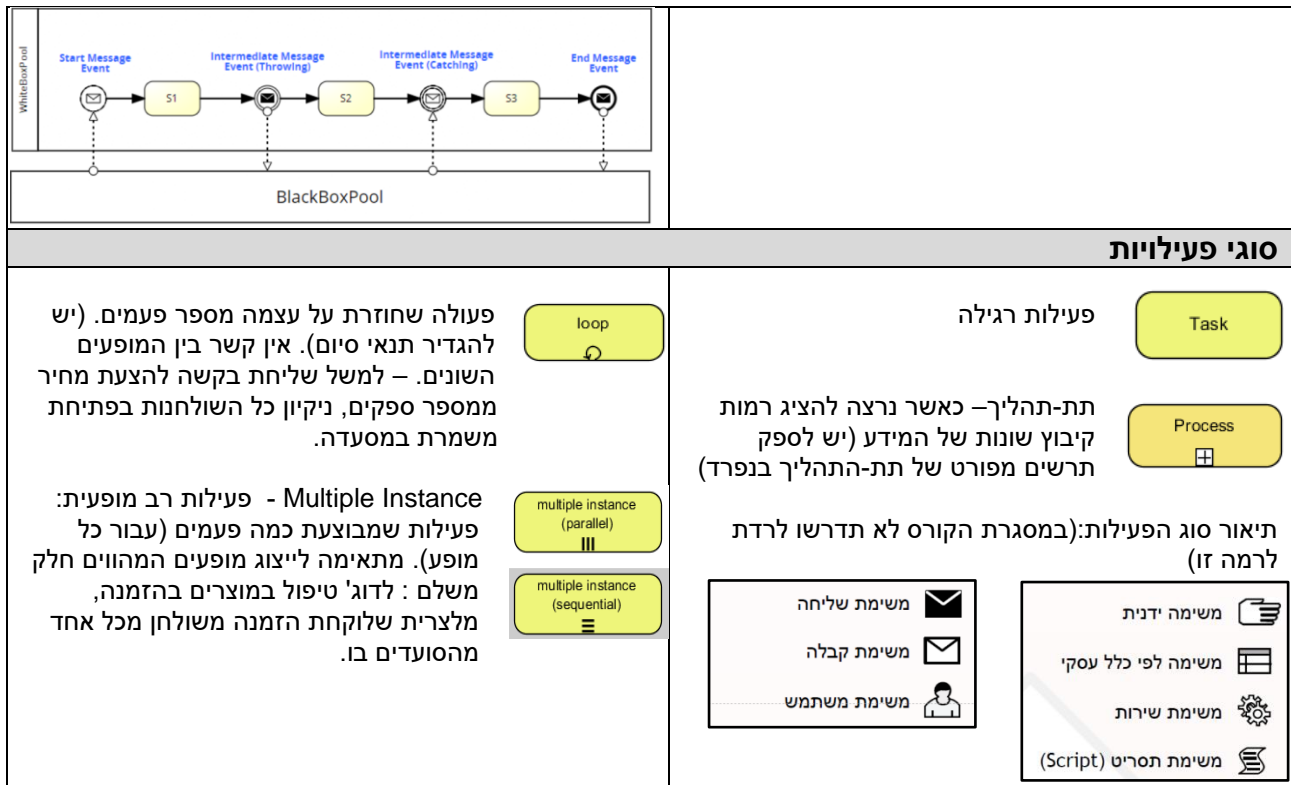 WhiteBoxPool
Start Message
Event
Intermediate Message
Event (Throwing)
Intermediate Message
Event (Catching)
End Message
Event
S1
S2
S3
BlackBoxPool
סוגי פעילויות
Task
פעילות רגילה
Process
תת-תהליך– כאשר נרצה להציג רמות
קיבוץ שונות של המידע (יש לספק
תרשים מפורט של תת-התהליך בנפרד)
תיאור סוג הפעילות:(במסגרת הקורס לא תדרשו לרדת
לרמה זו)
משימה ידנית
משימה לפי כלל עסקי
משימת שירות
משימת תסריט (Script)
משימת שליחה
משימת קבלה
משימת משתמש
loop
פעולה שחוזרת על עצמה מספר פעמים. (יש
להגדיר תנאי סיום). אין קשר בין המופעים
השונים. – למשל שליחת בקשה להצעת מחיר
ממספר ספקים, ניקיון כל השולחנות בפתיחת
משמרת במסעדה.
multiple instance
(parallel)
multiple instance
(sequential)
Multiple Instance - פעילות רב מופעית:
פעילות שמבוצעת כמה פעמים (עבור כל
מופע). מתאימה לייצוג מופעים המהווים חלק
משלם : לדוג' טיפול במוצרים בהזמנה,
מלצרית שלוקחת הזמנה משולחן מכל אחד
מהסועדים בו.